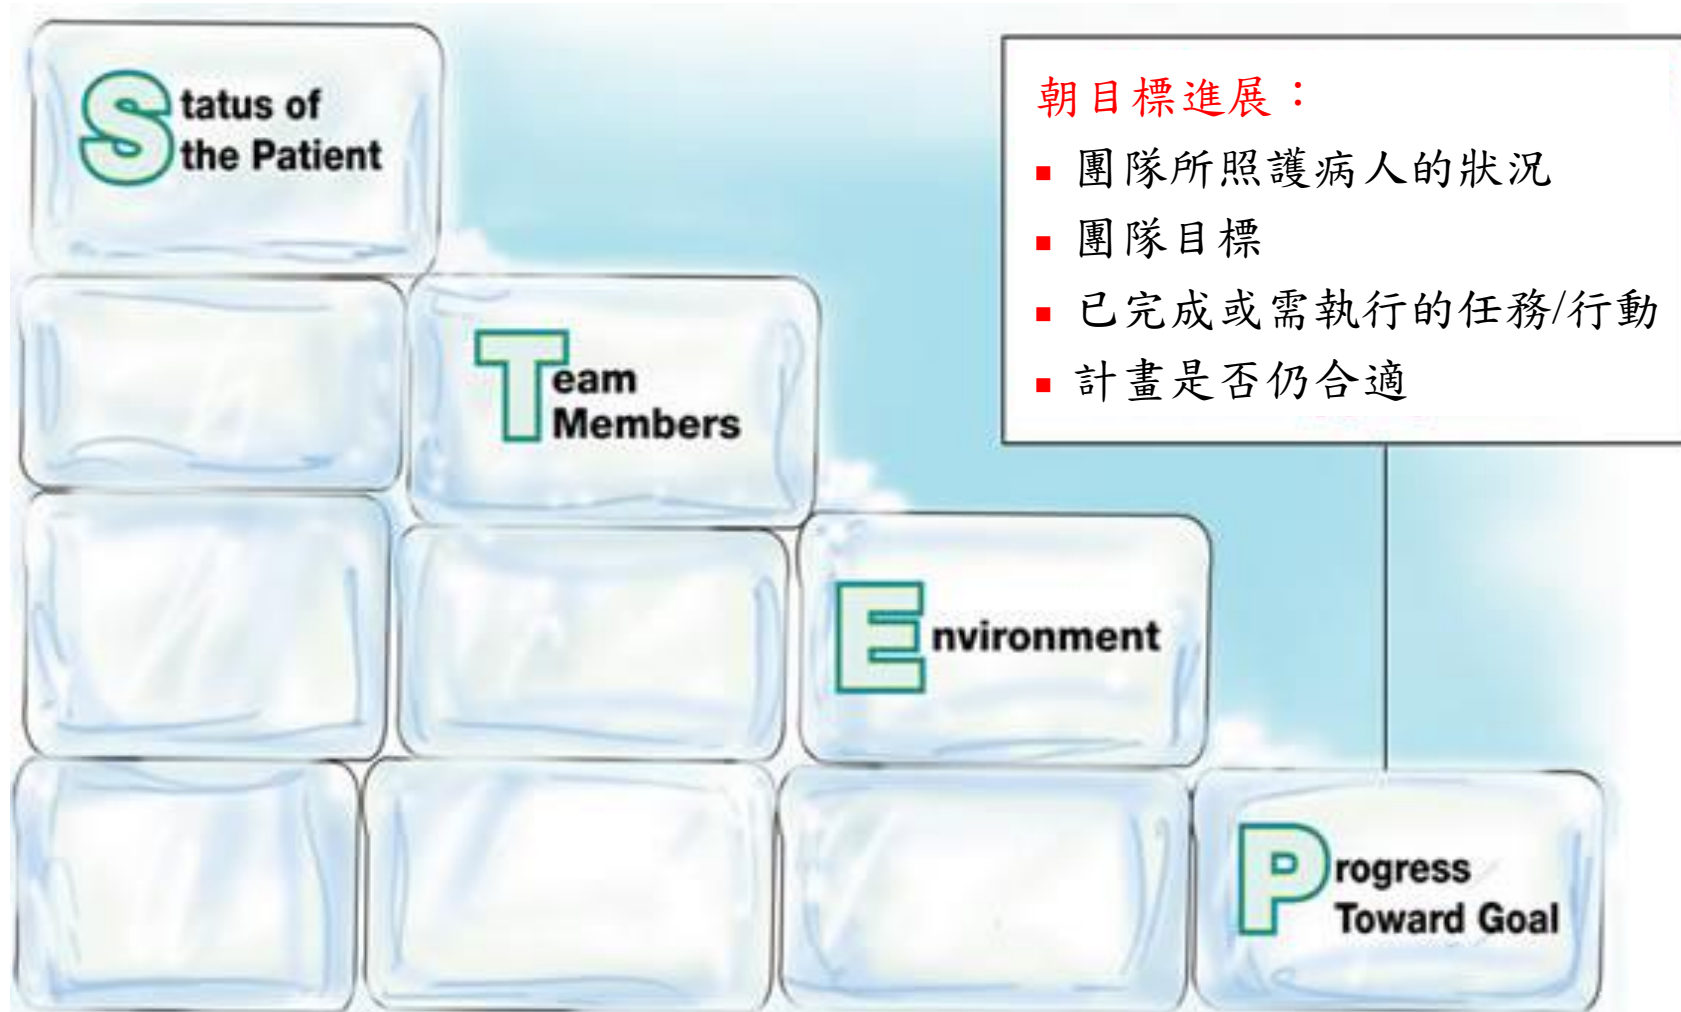 Status of
the Patient
Team
Members
Environment
Progress
Toward Goal
朝目標進展：
▪ 團隊所照護病人的狀況
▪ 團隊目標
▪ 已完成或需執行的任務/行動
▪ 計畫是否仍合適